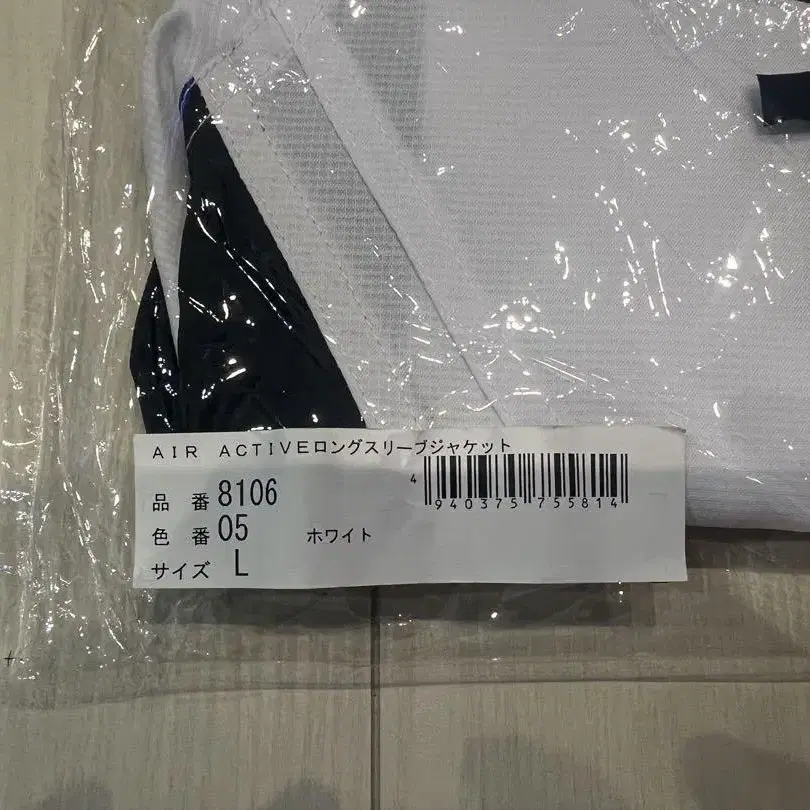 ＡＩＲ　ＡＣＴＩＶＥロングスリーブジャケット
品　番 8106
色　番 05　ホワイト
サイズ L
4 940375 755814